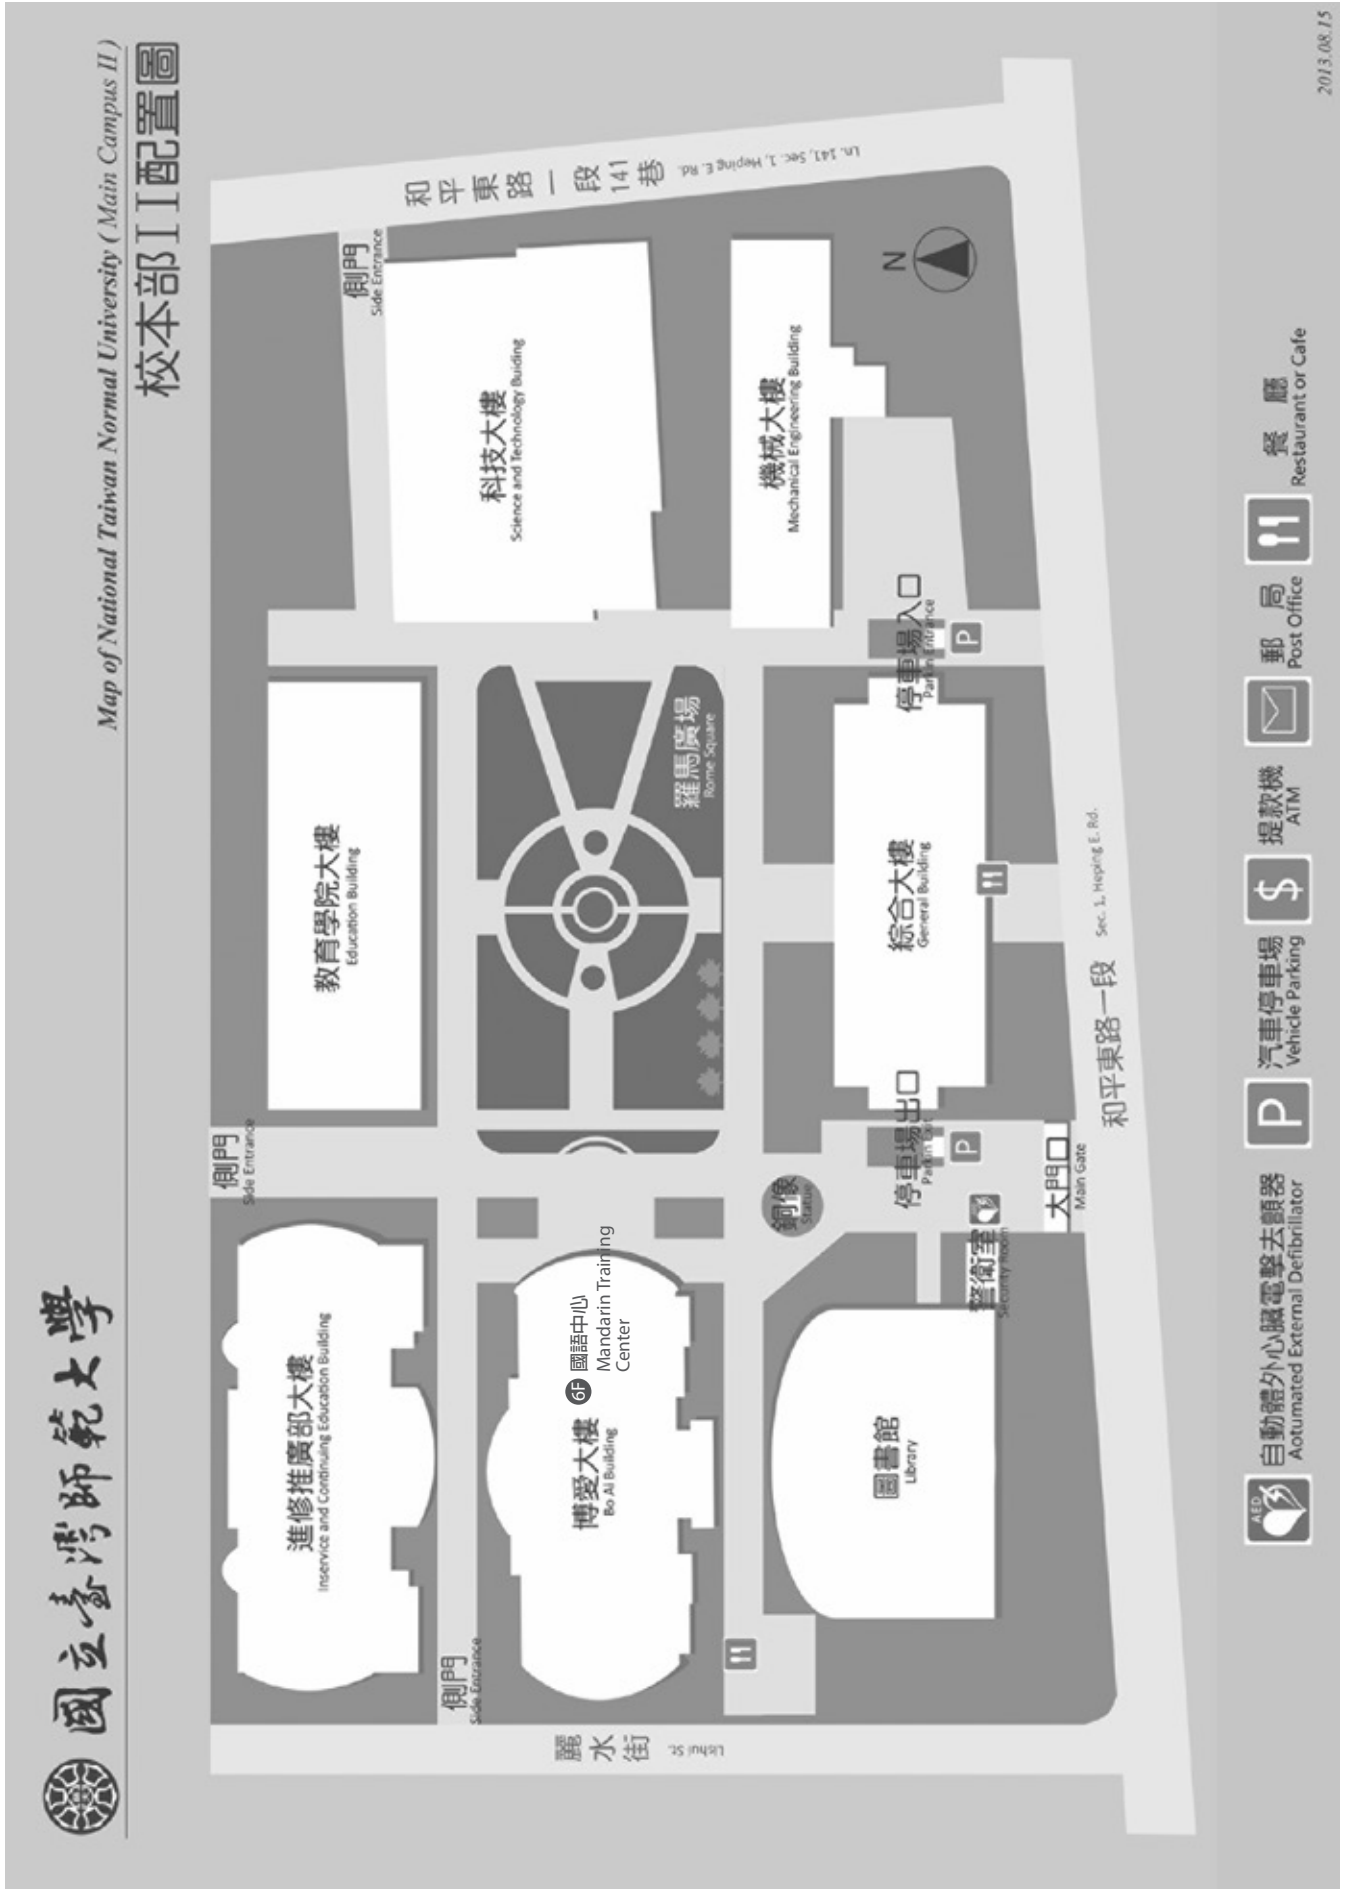 國立臺灣師範大學
Map of National Taiwan Normal University ( Main Campus II )
校本部II配置圖
側門
Side Entrance
側門
Side Entrance
側門
Side Entrance
進修推廣部大樓
Inservice and Continuing Education Building
教育學院大樓
Education Building
科技大樓
Science and Technology Buiding
和平東路一段141巷
Ln. 141, Sec. 1, Heping E. Rd.
麗水街
Lishui St.
博愛大樓
Bo Ai Building
6F 國語中心
Mandarin Training
Center
羅馬廣場
Rome Square
機械大樓
Mechanical Engineering Building
N
銅像
Statue
圖書館
Library
警衛室
Security Room
停車場出口
Parkin Exit
P
綜合大樓
General Building
停車場入口
Parkin Entrance
P
大門口
Main Gate
和平東路一段 Sec. 1, Heping E. Rd.
AED
自動體外心臟電擊去顫器
Aotumated External Defibrillator
P
汽車停車場
Vehicle Parking
$
提款機
ATM
郵局
Post Office
餐廳
Restaurant or Cafe
2013.08.15